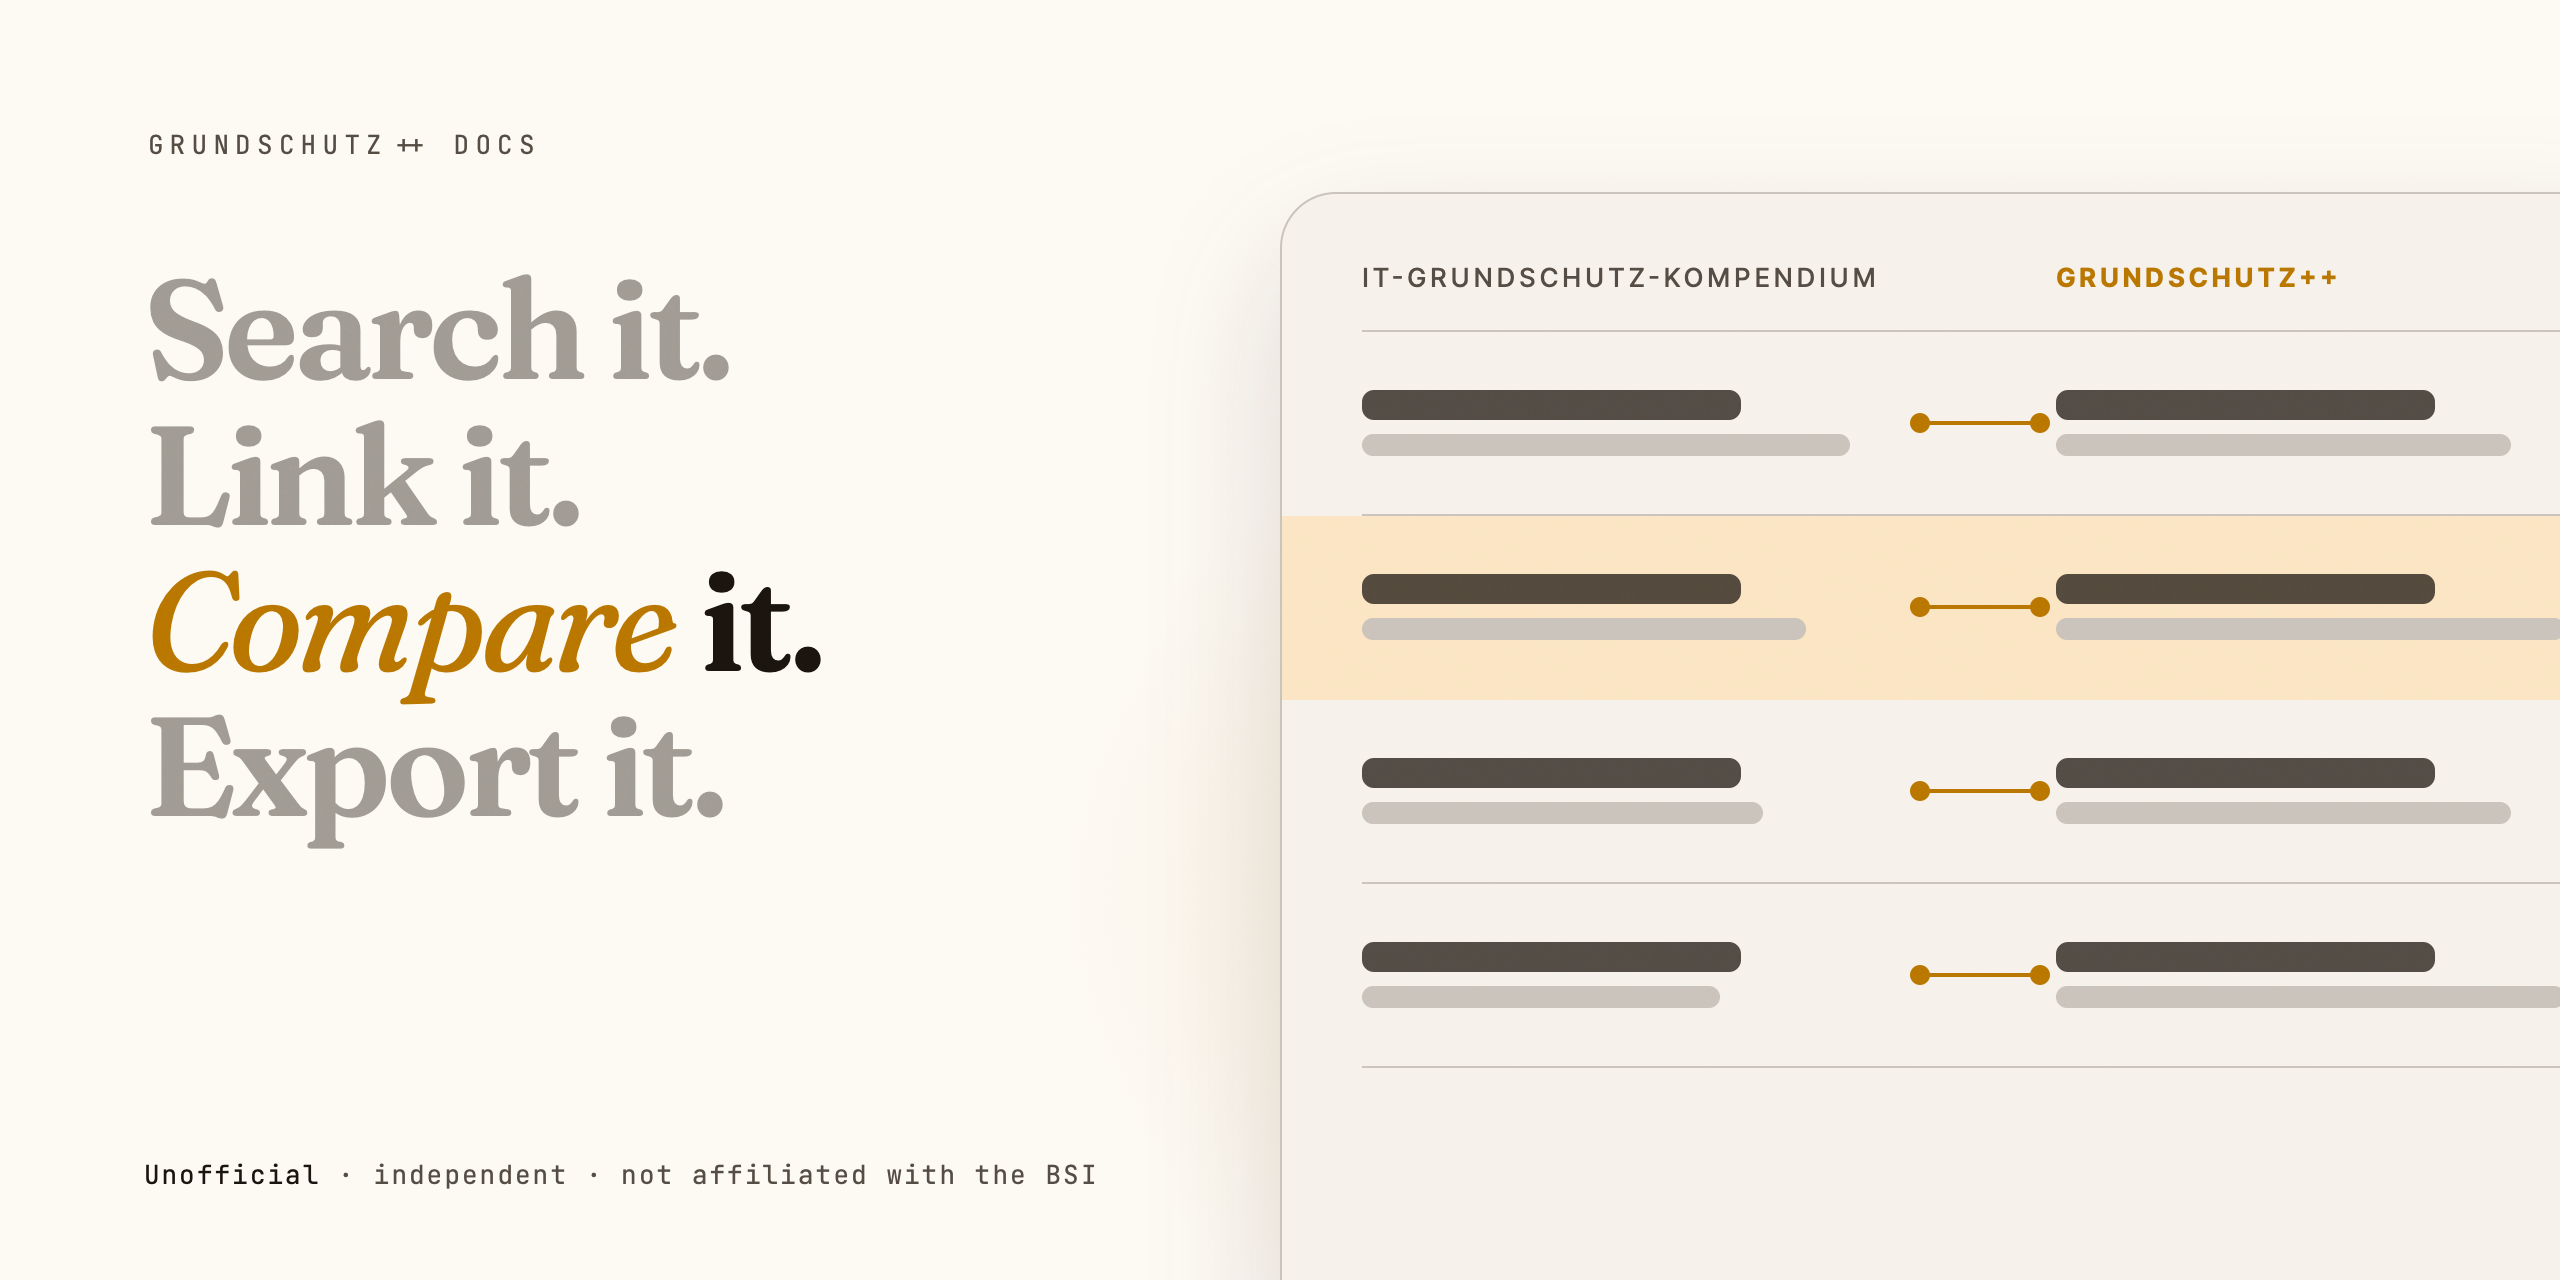 GRUNDSCHUTZ ++ DOCS
Search it.
Link it.
Compare it.
Export it.
Unofficial · independent · not affiliated with the BSI
IT-GRUNDSCHUTZ-KOMPENDIUM
GRUNDSCHUTZ++